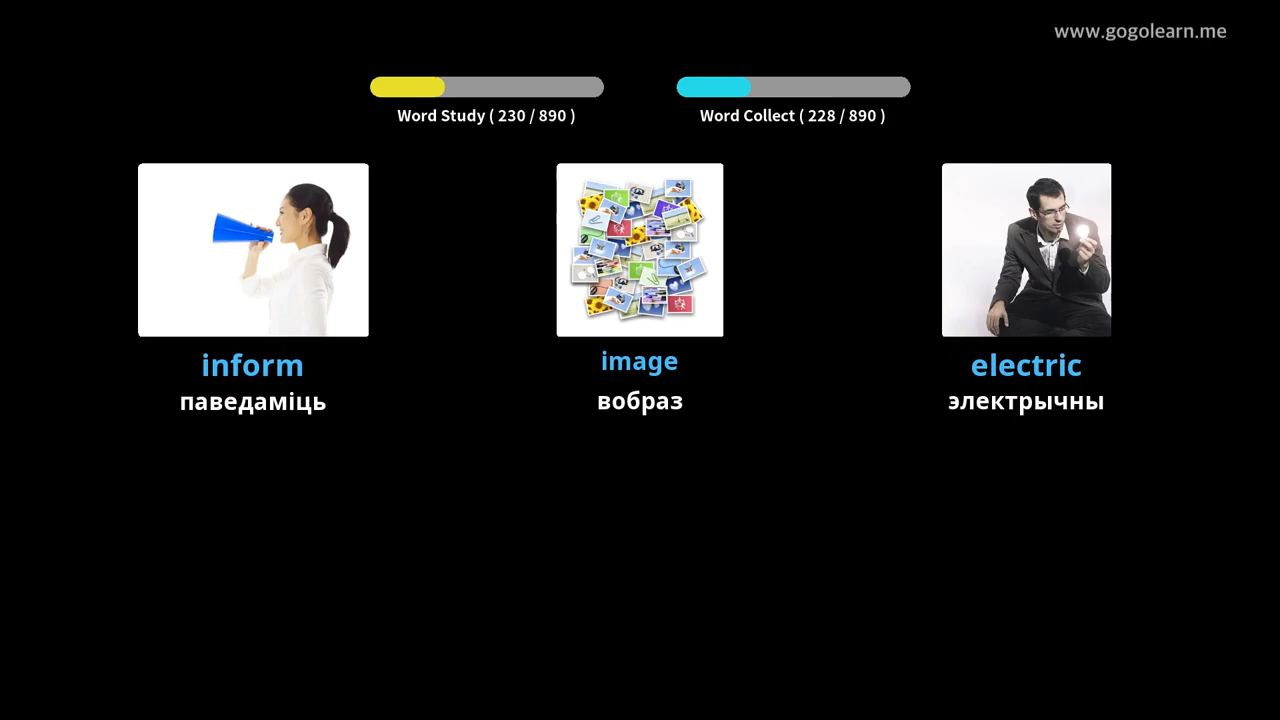 www.gogolearn.me
Word Study ( 230 / 890 )
Word Collect ( 228 / 890 )
inform
паведаміць
image
вобраз
electric
электрычны